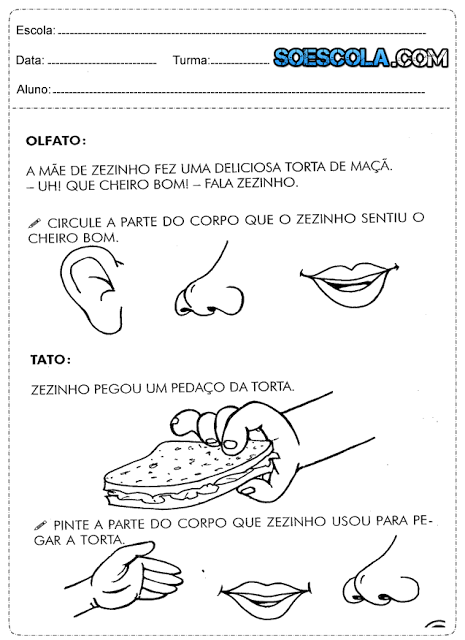 Escola:
Data: Turma: SOESCOLA.COM
Aluno:
OLFATO:
A MÃE DE ZEZINHO FEZ UMA DELICIOSA TORTA DE MAÇÃ.
– UH! QUE CHEIRO BOM! – FALA ZEZINHO.
CIRCULE A PARTE DO CORPO QUE O ZEZINHO SENTIU O
CHEIRO BOM.
TATO:
ZEZINHO PEGOU UM PEDAÇO DA TORTA.
PINTE A PARTE DO CORPO QUE ZEZINHO USOU PARA PE-
GAR A TORTA.